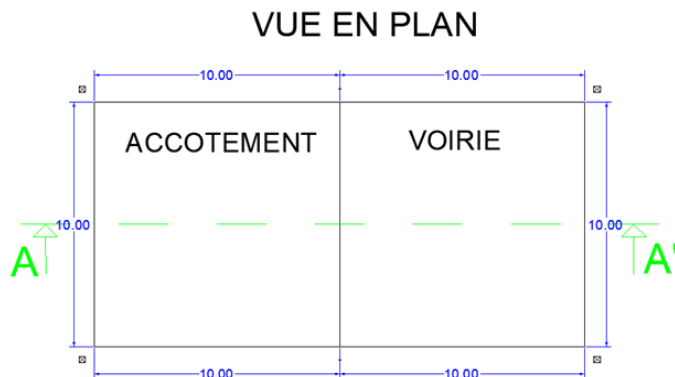 VUE EN PLAN
10.00 10.00
ACCOTEMENT VOIRIE
10.00 10.00
A A'
10.00 10.00